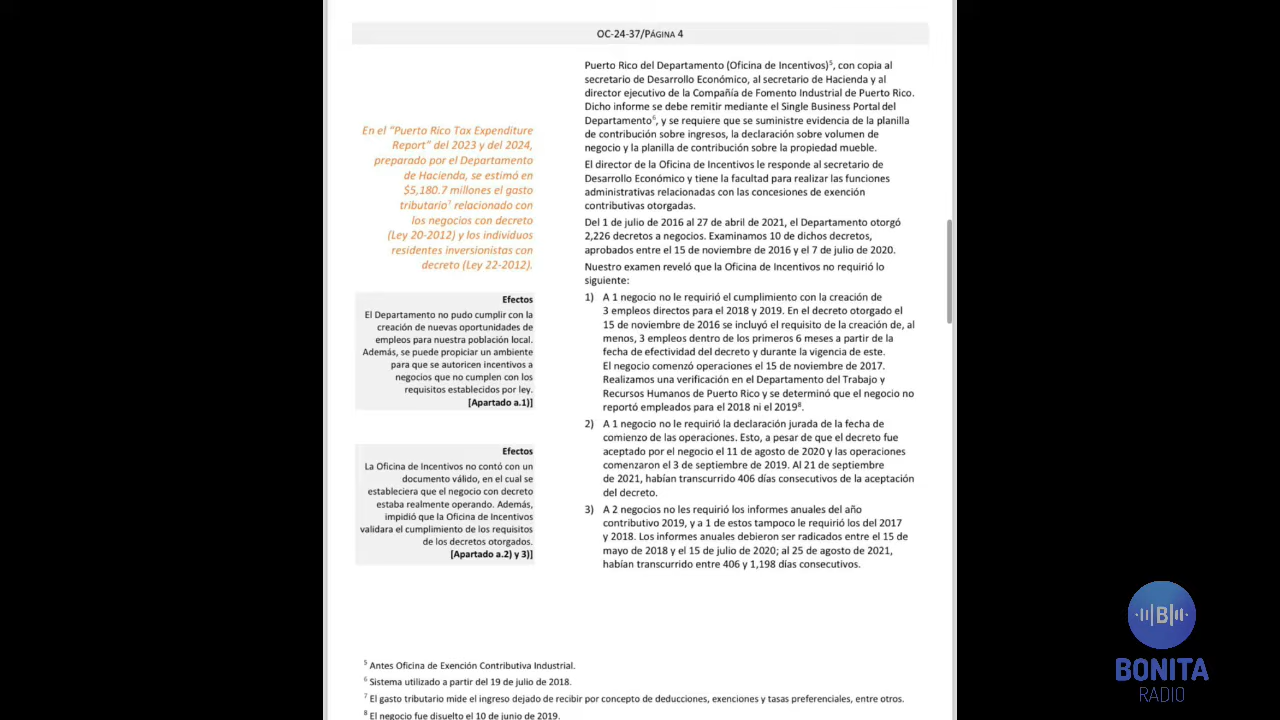 OC-24-37/PÁGINA 4
Puerto Rico del Departamento (Oficina de Incentivos)⁵, con copia al
secretario de Desarrollo Económico, al secretario de Hacienda y al
director ejecutivo de la Compañía de Fomento Industrial de Puerto Rico.
Dicho informe se debe remitir mediante el Single Business Portal del
Departamento⁶, y se requiere que se suministre evidencia de la planilla
de contribución sobre ingresos, la declaración sobre volumen de
negocio y la planilla de contribución sobre la propiedad mueble.
El director de la Oficina de Incentivos le responde al secretario de
Desarrollo Económico y tiene la facultad para realizar las funciones
administrativas relacionadas con las concesiones de exención
contributivas otorgadas.
Del 1 de julio de 2016 al 27 de abril de 2021, el Departamento otorgó
2,226 decretos a negocios. Examinamos 10 de dichos decretos,
aprobados entre el 15 de noviembre de 2016 y el 7 de julio de 2020.
Nuestro examen reveló que la Oficina de Incentivos no requirió lo
siguiente:
1) A 1 negocio no le requirió el cumplimiento con la creación de
3 empleos directos para el 2018 y 2019. En el decreto otorgado el
15 de noviembre de 2016 se incluyó el requisito de la creación de, al
menos, 3 empleos dentro de los primeros 6 meses a partir de la
fecha de efectividad del decreto y durante la vigencia de este.
El negocio comenzó operaciones el 15 de noviembre de 2017.
Realizamos una verificación en el Departamento del Trabajo y
Recursos Humanos de Puerto Rico y se determinó que el negocio no
reportó empleados para el 2018 ni el 2019⁸.
2) A 1 negocio no le requirió la declaración jurada de la fecha de
comienzo de las operaciones. Esto, a pesar de que el decreto fue
aceptado por el negocio el 11 de agosto de 2020 y las operaciones
comenzaron el 3 de septiembre de 2019. Al 21 de septiembre
de 2021, habían transcurrido 406 días consecutivos de la aceptación
del decreto.
3) A 2 negocios no les requirió los informes anuales del año
contributivo 2019, y a 1 de estos tampoco le requirió los del 2017
y 2018. Los informes anuales debieron ser radicados entre el 15 de
mayo de 2018 y el 15 de julio de 2020; al 25 de agosto de 2021,
habían transcurrido entre 406 y 1,198 días consecutivos.
En el "Puerto Rico Tax Expenditure
Report" del 2023 y del 2024,
preparado por el Departamento
de Hacienda, se estimó en
$5,180.7 millones el gasto
tributario⁷ relacionado con
los negocios con decreto
(Ley 20-2012) y los individuos
residentes inversionistas con
decreto (Ley 22-2012).
Efectos
El Departamento no pudo cumplir con la
creación de nuevas oportunidades de
empleos para nuestra población local.
Además, se puede propiciar un ambiente
para que se autoricen incentivos a
negocios que no cumplen con los
requisitos establecidos por ley.
[Apartado a.1)]
Efectos
La Oficina de Incentivos no contó con un
documento válido, en el cual se
estableciera que el negocio con decreto
estaba realmente operando. Además,
impidió que la Oficina de Incentivos
validara el cumplimiento de los requisitos
de los decretos otorgados.
[Apartado a.2) y 3)]
⁵ Antes Oficina de Exención Contributiva Industrial.
⁶ Sistema utilizado a partir del 19 de julio de 2018.
⁷ El gasto tributario mide el ingreso dejado de recibir por concepto de deducciones, exenciones y tasas preferenciales, entre otros.
⁸ El negocio fue disuelto el 10 de junio de 2019.
B
BONITA
RADIO